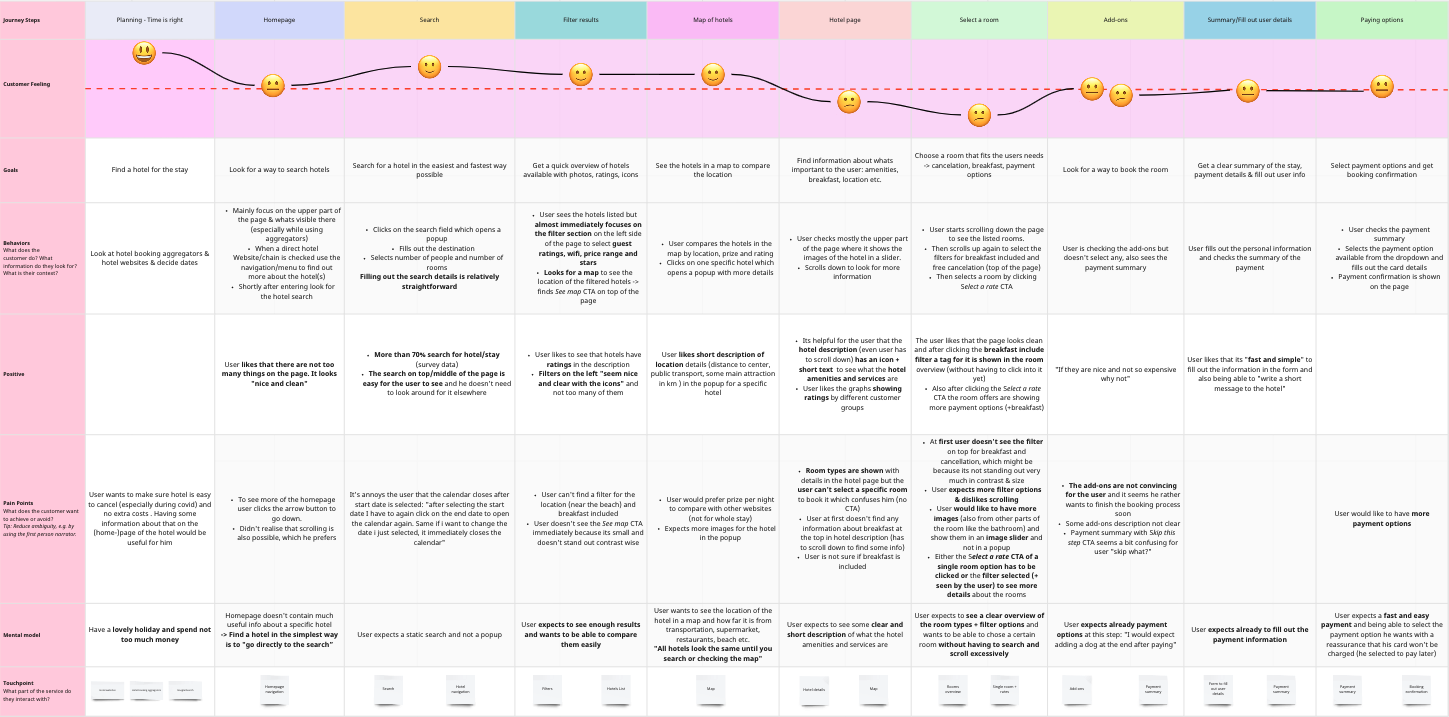 Journey Steps
Planning - Time is right
Homepage
Search
Filter results
Map of hotels
Hotel page
Select a room
Add-ons
Summary/Fill out user details
Paying options
Customer Feeling
Goals
Find a hotel for the stay
Look for a way to search hotels
Search for a hotel in the easiest and fastest way
possible
Get a quick overview of hotels
available with photos, ratings, icons
See the hotels in a map to compare
the location
Find information about whats
important to the user: amenities,
breakfast, location etc.
Choose a room that fits the users needs
-> cancelation, breakfast, payment
options
Look for a way to book the room
Get a clear summary of the stay,
payment details & fill out user info
Select payment options and get
booking confirmation
Behaviors
What does the
customer do? What
information do they look for?
What is their context?
Look at hotel booking aggregators &
hotel websites & decide dates
• Mainly focus on the upper part of
the page & whats visible there
(especially while using
aggregators)
• When a direct hotel
Website/chain is checked use the
navigation/menu to find out
more about the hotel(s)
• Shortly after entering look for
the hotel search
• Clicks on the search field which opens a
popup
• Fills out the destination
• Selects number of people and number of
rooms
Filling out the search details is relatively
straightforward
• User sees the hotels listed but
almost immediately focuses on
the filter section on the left side
of the page to select guest
ratings, wifi, price range and
stars
• Looks for a map to see the
location of the filtered hotels ->
finds See map CTA on top of the
page
• User compares the hotels in the
map by location, prize and rating
• Clicks on one specific hotel which
opens a popup with more details
• User checks mostly the upper part
of the page where it shows the
images of the hotel in a slider.
• Scrolls down to look for more
information
• User starts scrolling down the page
to see the listed rooms.
• Then scrolls up again to select the
filters for breakfast included and
free cancelation (top of the page)
• Then selects a room by clicking
Select a rate CTA
User is checking the add-ons but
doesn't select any, also sees the
payment summary
User fills out the personal information
and checks the summary of the
payment
• User checks the payment
summary
• Selects the payment option
available from the dropdown and
fills out the card details
• Payment confirmation is shown
on the page
Positive
User likes that there are not too
many things on the page. It looks
"nice and clean"
• More than 70% search for hotel/stay
(survey data)
• The search on top/middle of the page is
easy for the user to see and he doesn't need
to look around for it elsewhere
• User likes to see that hotels have
ratings in the description
• Filters on the left "seem nice
and clear with the icons" and
not too many of them
User likes short description of
location details (distance to center,
public transport, some main attraction
in km ) in the popup for a specific
hotel
• Its helpful for the user that the
hotel description (even user has
to scroll down) has an icon +
short text to see what the hotel
amenities and services are
• User likes the graphs showing
ratings by different customer
groups
The user likes that the page looks clean
and after clicking the breakfast include
filter a tag for it is shown in the room
overview (without having to click into it
yet)
• Also after clicking the Select a rate
CTA the room offers are showing
more payment options (+breakfast)
"If they are nice and not so expensive
why not"
User likes that its "fast and simple" to
fill out the information in the form and
also being able to "write a short
message to the hotel"
Pain Points
What does the customer want
to achieve or avoid?
Tip: Reduce ambiguity, e.g. by
using the first person narrator.
User wants to make sure hotel is easy
to cancel (especially during covid) and
no extra costs . Having some
information about that on the
(home-)page of the hotel would be
useful for him
• To see more of the homepage
user clicks the arrow button to
go down.
• Didn't realise that scrolling is
also possible, which he prefers
It's annoys the user that the calendar closes after
start date is selected: "after selecting the start
date I have to again click on the end date to open
the calendar again. Same if i want to change the
date i just selected, it immediately closes the
calendar"
• User can't find a filter for the
location (near the beach) and
breakfast included
• User doesn't see the See map CTA
immediately because its small and
doesn't stand out contrast wise
• User would prefer prize per night
to compare with other websites
(not for whole stay)
• Expects more images for the hotel
in the popup
• Room types are shown with
details in the hotel page but the
user can't select a specific room
to book it which confuses him (no
CTA)
• User at first doesn't find any
information about breakfast at
the top in hotel description (has
to scroll down to find some info)
• User is not sure if breakfast is
included
• At first user doesn't see the filter
on top for breakfast and
cancellation, which might be
because its not standing out very
much in contrast & size
• User expects more filter options
& dislikes scrolling
• User would like to have more
images (also from other parts of
the room like the bathroom) and
show them in an image slider and
not in a popup
• Either the Select a rate CTA of a
single room option has to be
clicked or the filter selected (+
seen by the user) to see more
details about the rooms
• The add-ons are not convincing
for the user and it seems he rather
wants to finish the booking process
soon
• Some add-ons description not clear
• Payment summary with Skip this
step CTA seems a bit confusing for
user "skip what?"
User would like to have more
payment options
Mental model
Have a lovely holiday and spend not
too much money
Homepage doesn't contain much
useful info about a specific hotel
-> Find a hotel in the simplest way
is to "go directly to the search"
User expects a static search and not a popup
User expects to see enough results
and wants to be able to compare
them easily
User wants to see the location of the
hotel in a map and how far it is from
transportation, supermarket,
restaurants, beach etc.
"All hotels look the same until you
search or checking the map"
User expects to see some clear and
short description of what the hotel
amenities and services are
User expects to see a clear overview of
the room types + filter options and
wants to be able to chose a certain
room without having to search and
scroll excessively
User expects already payment
options at this step: "I would expect
adding a dog at the end after paying"
User expects already to fill out the
payment information
User expects a fast and easy
payment and being able to select the
payment option he wants with a
reassurance that his card won't be
charged (he selected to pay later)
Touchpoint
What part of the service do
they interact with?
Homepage
navigation
Search
Hotel
navigation
Filters
Hotels List
Map
Hotel details
Map
Rooms
overview
Single room +
rates
Add-ons
Payment
summary
Form to fill
out user
details
Payment
summary
Payment
summary
Booking
confirmation